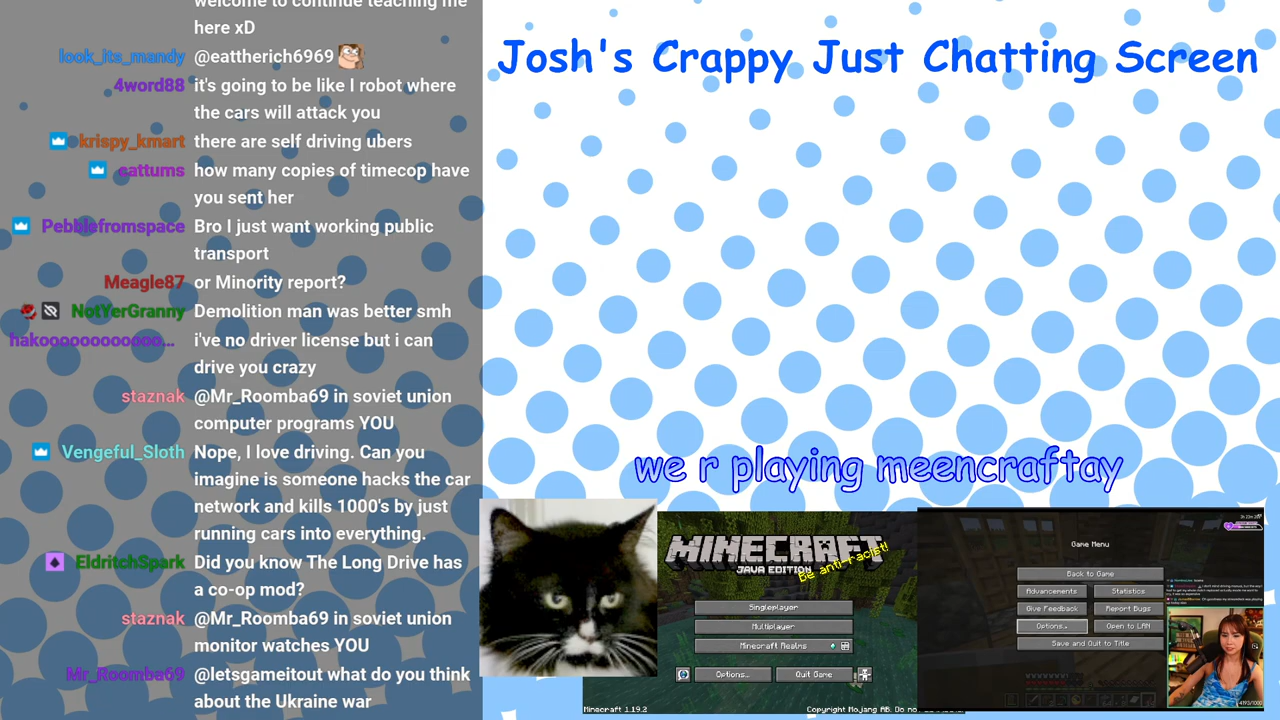 welcome to continue teaching me
here xD
look_its_mandy @eattherich6969
4word88 it's going to be like I robot where
the cars will attack you
krispy_kmart there are self driving ubers
cattums how many copies of timecop have
you sent her
Pebblefromspace Bro I just want working public
transport
Meagle87 or Minority report?
NotYerGranny Demolition man was better smh
hakooooooooooo... i've no driver license but i can
drive you crazy
staznak @Mr_Roomba69 in soviet union
computer programs YOU
Vengeful_Sloth Nope, I love driving. Can you
imagine is someone hacks the car
network and kills 1000's by just
running cars into everything.
EldritchSpark Did you know The Long Drive has
a co-op mod?
staznak @Mr_Roomba69 in soviet union
monitor watches YOU
Mr_Roomba69 @letsgameitout what do you think
about the Ukraine
Josh's Crappy Just Chatting Screen
we r playing meencraftay
MINECRAFT
JAVA EDITION
Be anti-racist!
Singleplayer
Multiplayer
Minecraft Realms
Options... Quit Game
Minecraft 1.19.2 Copyright Mojang AB. Do no
Game Menu
Back to Game
Advancements Statistics
Give Feedback Report Bugs
Options... Open to LAN
Save and Quit to Title